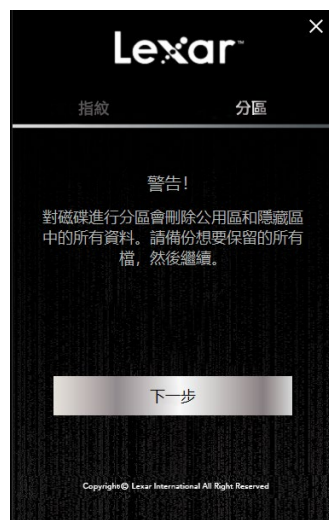 Lexar™
指紋 分區
警告！
對磁碟進行分區會刪除公用區和隱藏區
中的所有資料。請備份想要保留的所有
檔，然後繼續。
下一步
Copyright© Lexar International All Right Reserved